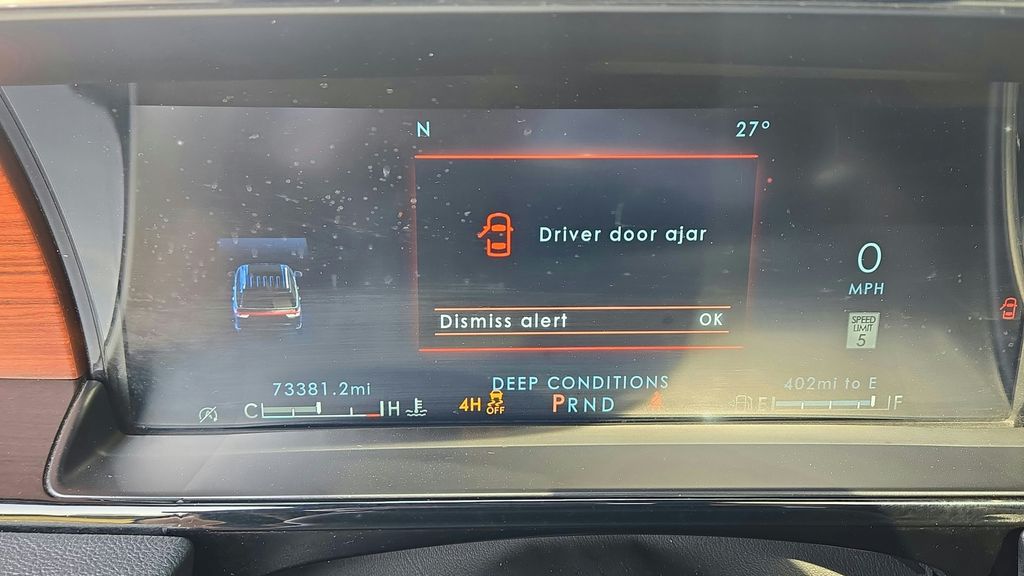 N 27°
Driver door ajar
0
MPH
Dismiss alert OK
SPEED
LIMIT
5
73381.2mi DEEP CONDITIONS 402mi to E
C H 4H OFF PRND E F